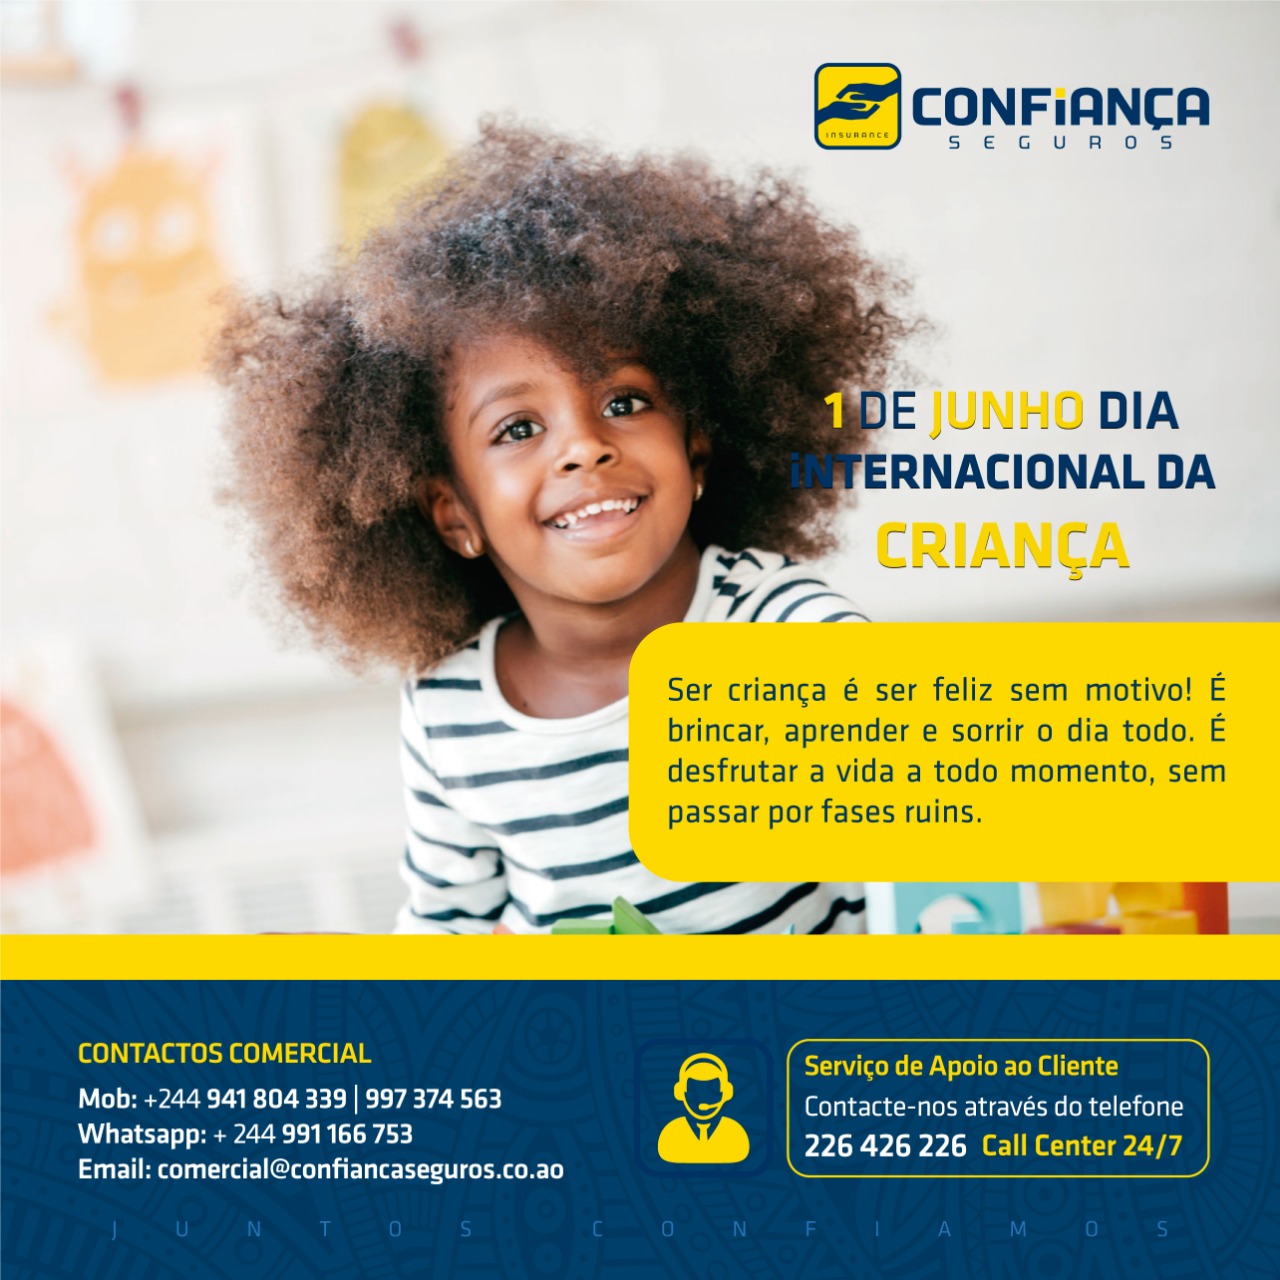 INSURANCE
CONFiANÇA
SEGUROS
1 DE JUNHO DIA
iNTERNACIONAL DA
CRIANÇA
Ser criança é ser feliz sem motivo! É
brincar, aprender e sorrir o dia todo. É
desfrutar a vida a todo momento, sem
passar por fases ruins.
CONTACTOS COMERCIAL
Mob: +244 941 804 339 | 997 374 563
Whatsapp: + 244 991 166 753
Email: comercial@confiancaseguros.co.ao
Serviço de Apoio ao Cliente
Contacte-nos através do telefone
226 426 226 Call Center 24/7
JUNTOS CONFIAMOS